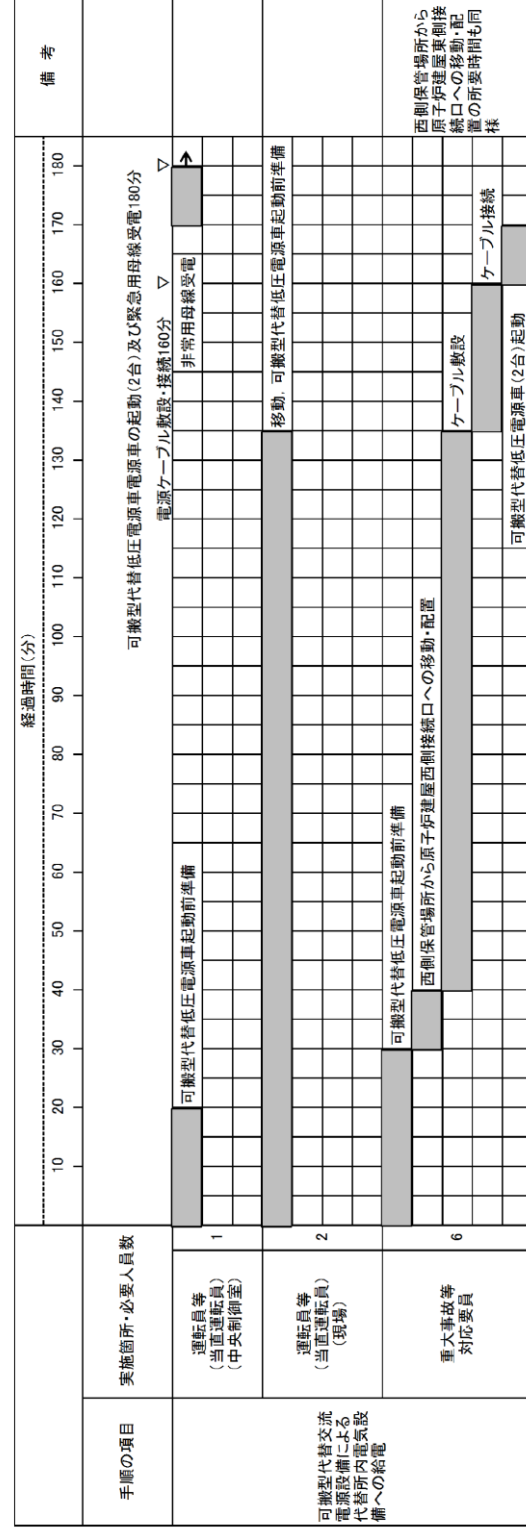 経過時間(分)
備 考
手順の項目
実施箇所・必要人員数
10 20 30 40 50 60 70 80 90 100 110 120 130 140 150 160 170 180
可搬型代替低圧電源車電源車の起動(2台)及び緊急用母線受電180分
電源ケーブル敷設・接続160分
▽
▽
可搬型代替交流
電源設備による
代替所内電気設
備への給電
運転員等
(当直運転員)
(中央制御室)
1
可搬型代替低圧電源車起動前準備
非常用母線受電
運転員等
(当直運転員)
(現場)
2
移動, 可搬型代替低圧電源車起動前準備
重大事故等
対応要員
6
可搬型代替低圧電源車起動前準備
西側保管場所から原子炉建屋西側接続口への移動・配置
ケーブル敷設
ケーブル接続
可搬型代替低圧電源車(2台)起動
西側保管場所から
原子炉建屋東側接
続口への移動・配
置の所要時間も同
様